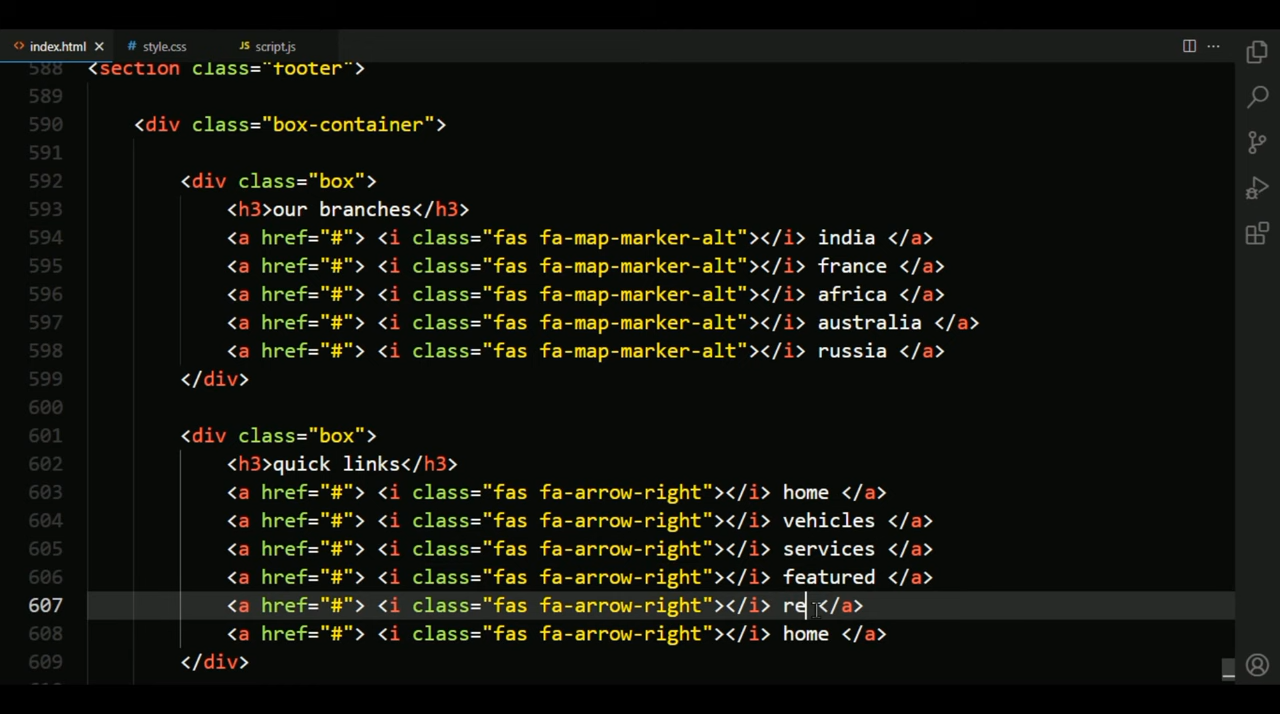 index.html
style.css
JS script.js
588 <section class="footer">
589
590 <div class="box-container">
591
592 <div class="box">
593 <h3>our branches</h3>
594 <a href="#"> <i class="fas fa-map-marker-alt"></i> india </a>
595 <a href="#"> <i class="fas fa-map-marker-alt"></i> france </a>
596 <a href="#"> <i class="fas fa-map-marker-alt"></i> africa </a>
597 <a href="#"> <i class="fas fa-map-marker-alt"></i> australia </a>
598 <a href="#"> <i class="fas fa-map-marker-alt"></i> russia </a>
599 </div>
600
601 <div class="box">
602 <h3>quick links</h3>
603 <a href="#"> <i class="fas fa-arrow-right"></i> home </a>
604 <a href="#"> <i class="fas fa-arrow-right"></i> vehicles </a>
605 <a href="#"> <i class="fas fa-arrow-right"></i> services </a>
606 <a href="#"> <i class="fas fa-arrow-right"></i> featured </a>
607 <a href="#"> <i class="fas fa-arrow-right"></i> re </a>
608 <a href="#"> <i class="fas fa-arrow-right"></i> home </a>
609 </div>